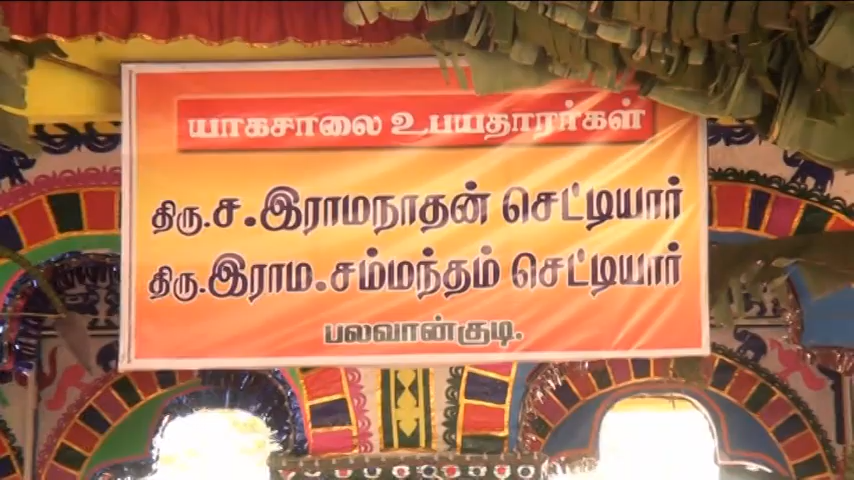 யாகசாலை உபயதாரர்கள்
திரு.ச.இராமநாதன் செட்டியார்
திரு.இராம.சம்மந்தம் செட்டியார்
பலவான்குடி.